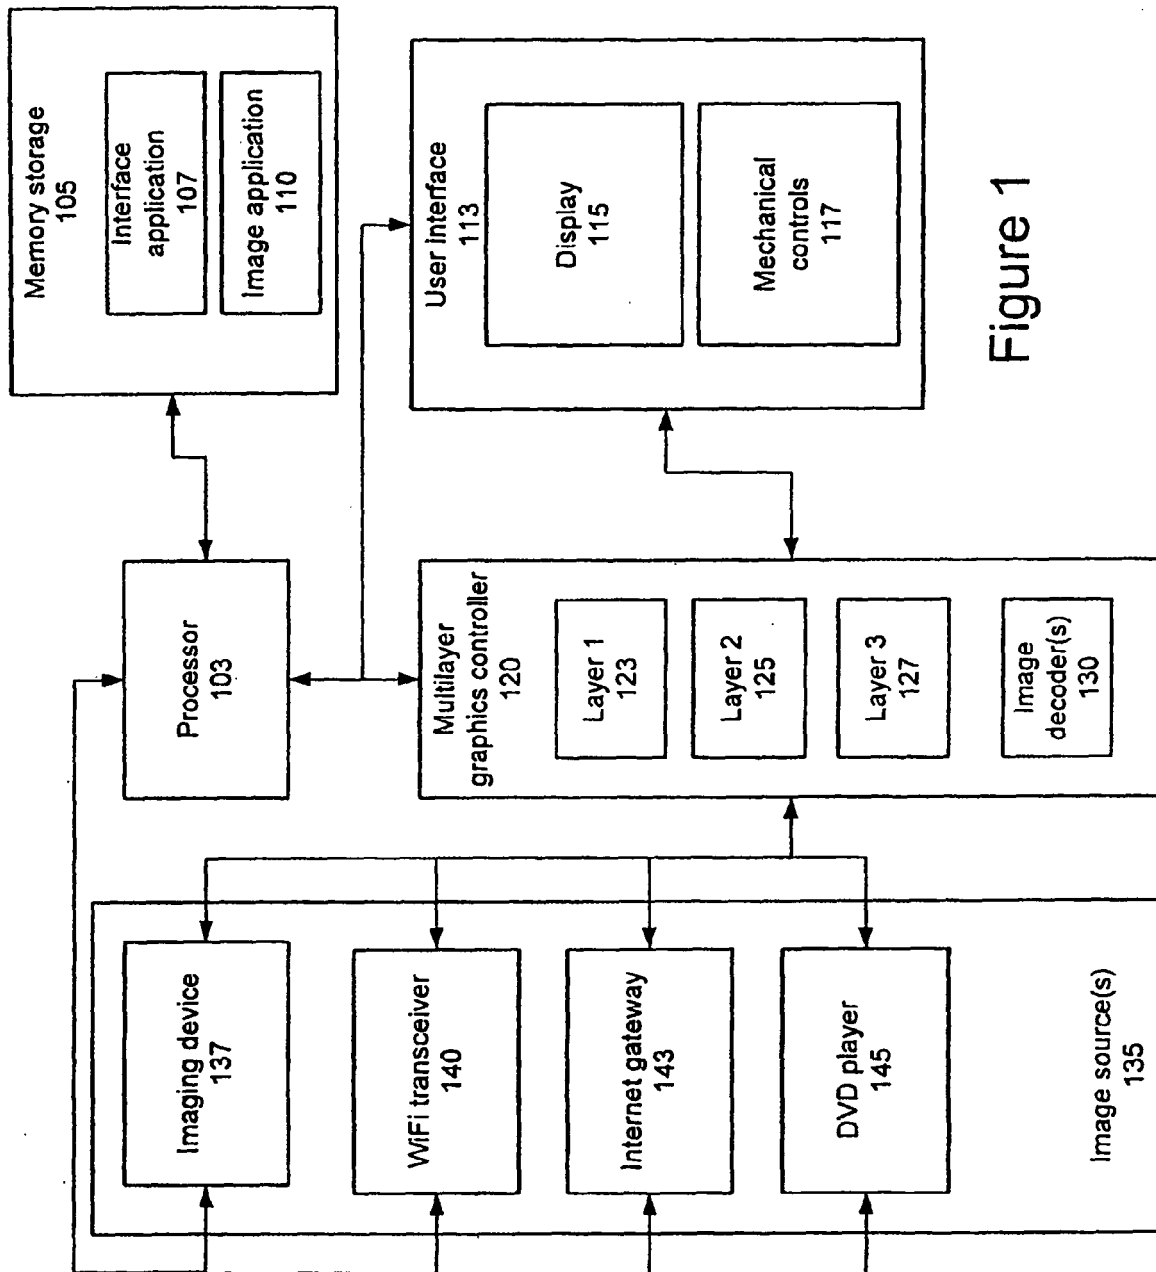 Memory storage
105
Interface
application
107
Image application
110
Processor
103
User interface
113
Display
115
Mechanical
controls
117
Multilayer
graphics controller
120
Layer 1
123
Layer 2
125
Layer 3
127
Image
decoder(s)
130
Imaging device
137
WiFi transceiver
140
Internet gateway
143
DVD player
145
Image source(s)
135
Figure 1